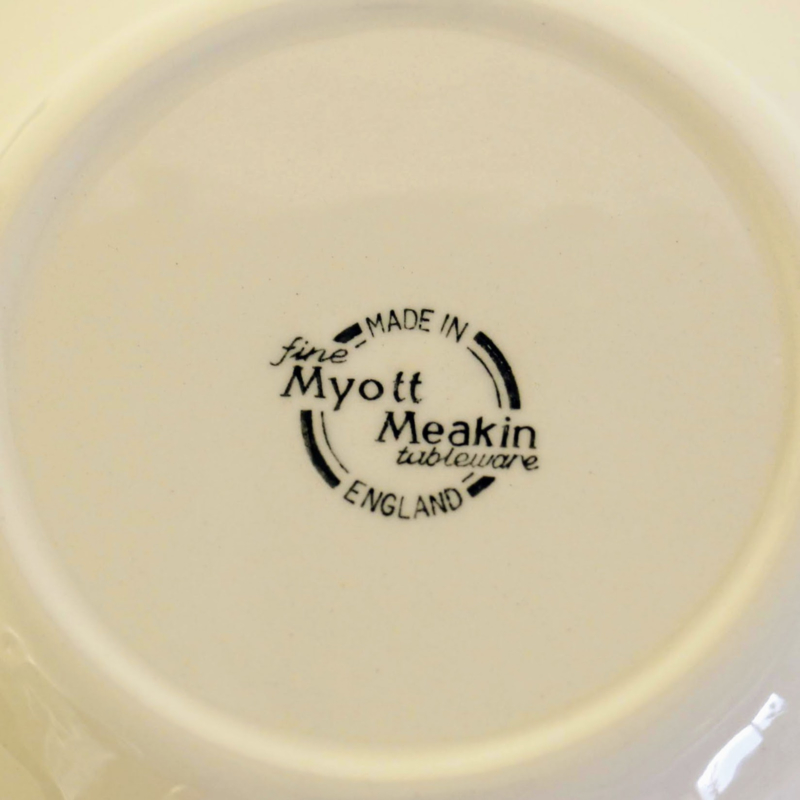 MADE IN
fine
Myott
Meakin
tableware
ENGLAND